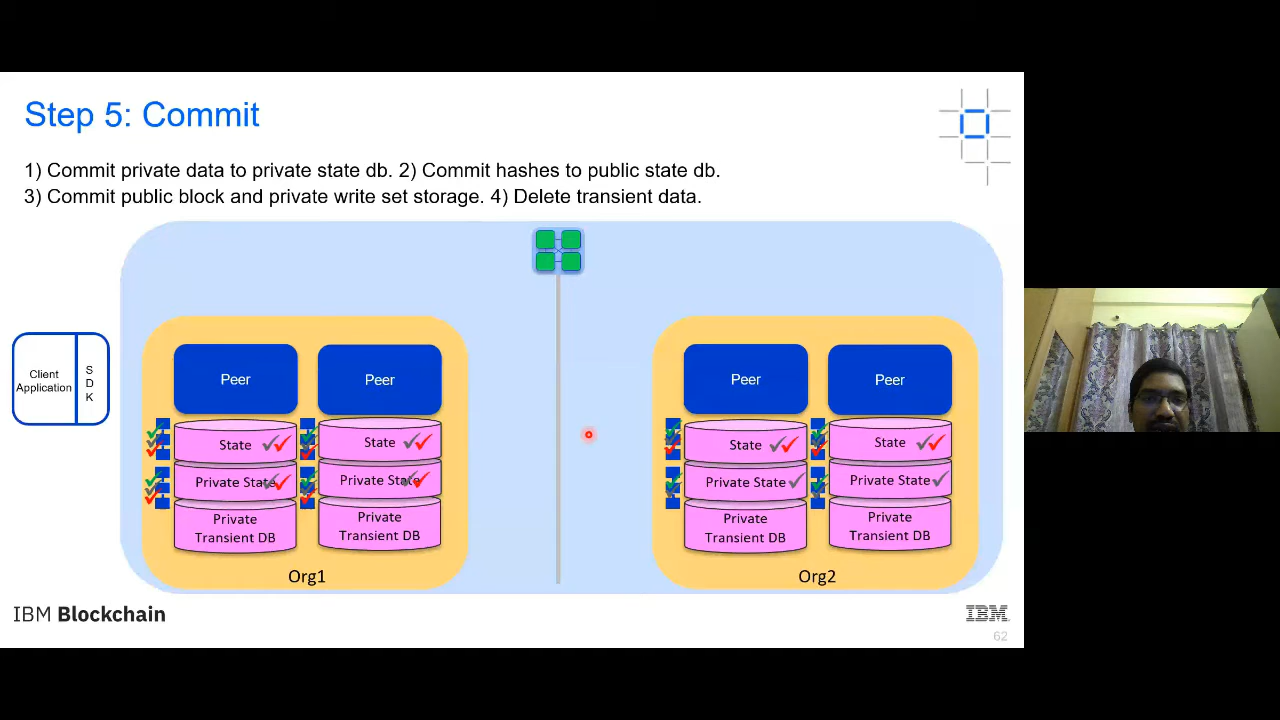 Step 5: Commit
1) Commit private data to private state db. 2) Commit hashes to public state db.
3) Commit public block and private write set storage. 4) Delete transient data.
Client
Application
SDK
Peer
State
Private State
Private
Transient DB
Peer
State
Private State
Private
Transient DB
Org1
Peer
State
Private State
Private
Transient DB
Peer
State
Private State
Private
Transient DB
Org2
IBM Blockchain
IBM
62